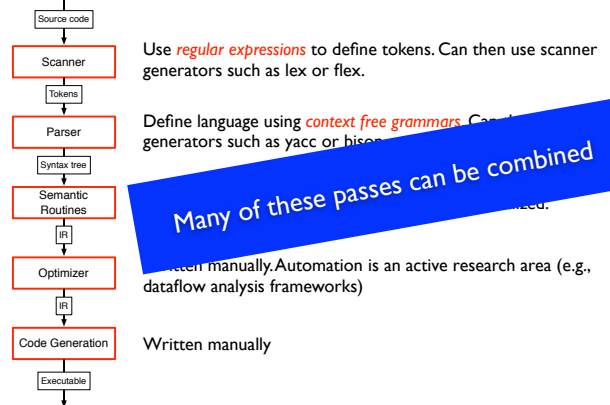 Source code
Scanner
Use regular expressions to define tokens. Can then use scanner
generators such as lex or flex.
Tokens
Parser
Define language using context free grammars.
generators such as yacc or bison
Syntax tree
Semantic
Routines
Many of these passes can be combined
IR
Optimizer
manually. Automation is an active research area (e.g.,
dataflow analysis frameworks)
IR
Code Generation
Written manually
Executable